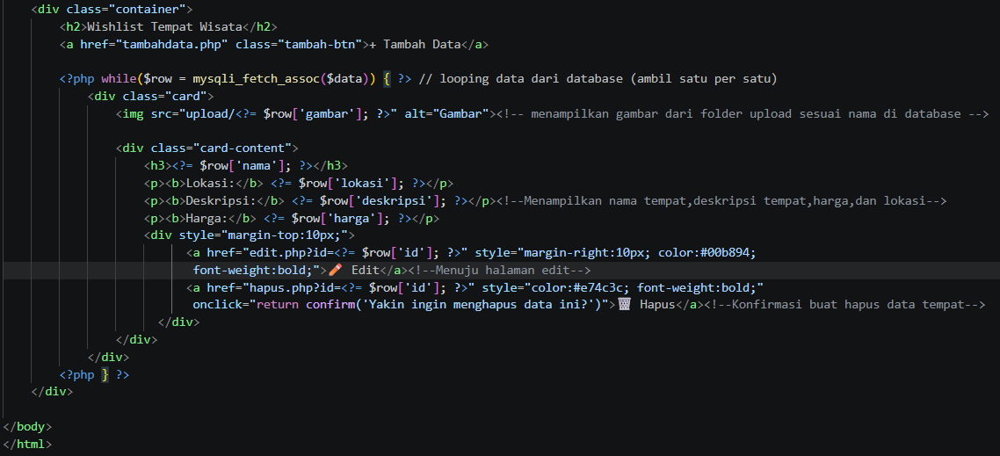 <div class="container">
<h2>Wishlist Tempat Wisata</h2>
<a href="tambahdata.php" class="tambah-btn">+ Tambah Data</a>
<?php while($row = mysqli_fetch_assoc($data)) { ?> // looping data dari database (ambil satu per satu)
<div class="card">
<img src="upload/<?= $row['gambar']; ?>" alt="Gambar"><!-- menampilkan gambar dari folder upload sesuai nama di database -->
<div class="card-content">
<h3><?= $row['nama']; ?></h3>
<p><b>Lokasi:</b> <?= $row['lokasi']; ?></p>
<p><b>Deskripsi:</b> <?= $row['deskripsi']; ?></p><!--Menampilkan nama tempat,deskripsi tempat,harga,dan lokasi-->
<p><b>Harga:</b> <?= $row['harga']; ?></p>
<div style="margin-top:10px;">
<a href="edit.php?id=<?= $row['id']; ?>" style="margin-right:10px; color:#00b894;
font-weight:bold;">✏️ Edit</a><!--Menuju halaman edit-->
<a href="hapus.php?id=<?= $row['id']; ?>" style="color:#e74c3c; font-weight:bold;"
onclick="return confirm('Yakin ingin menghapus data ini?')">🗑️ Hapus</a><!--Konfirmasi buat hapus data tempat-->
</div>
</div>
</div>
<?php } ?>
</div>
</body>
</html>